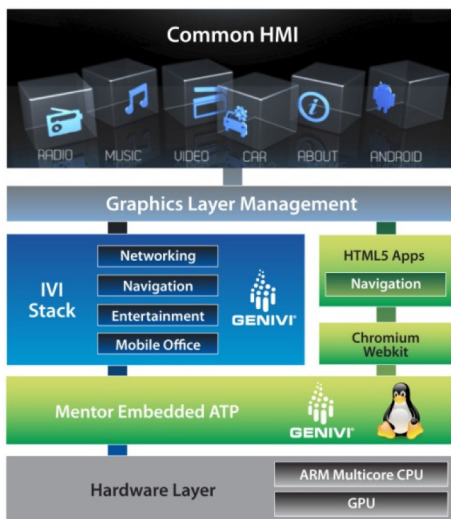 Common HMI
RADIO MUSIC VIDEO CAR ABOUT ANDROID
Graphics Layer Management
IVI
Stack
Networking
Navigation
Entertainment
Mobile Office
GENIVI®
HTML5 Apps
Navigation
Chromium
Webkit
Mentor Embedded ATP
GENIVI®
Hardware Layer
ARM Multicore CPU
GPU